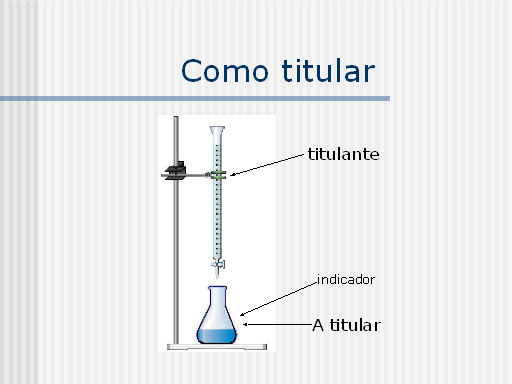 Como titular
titulante
indicador
A titular